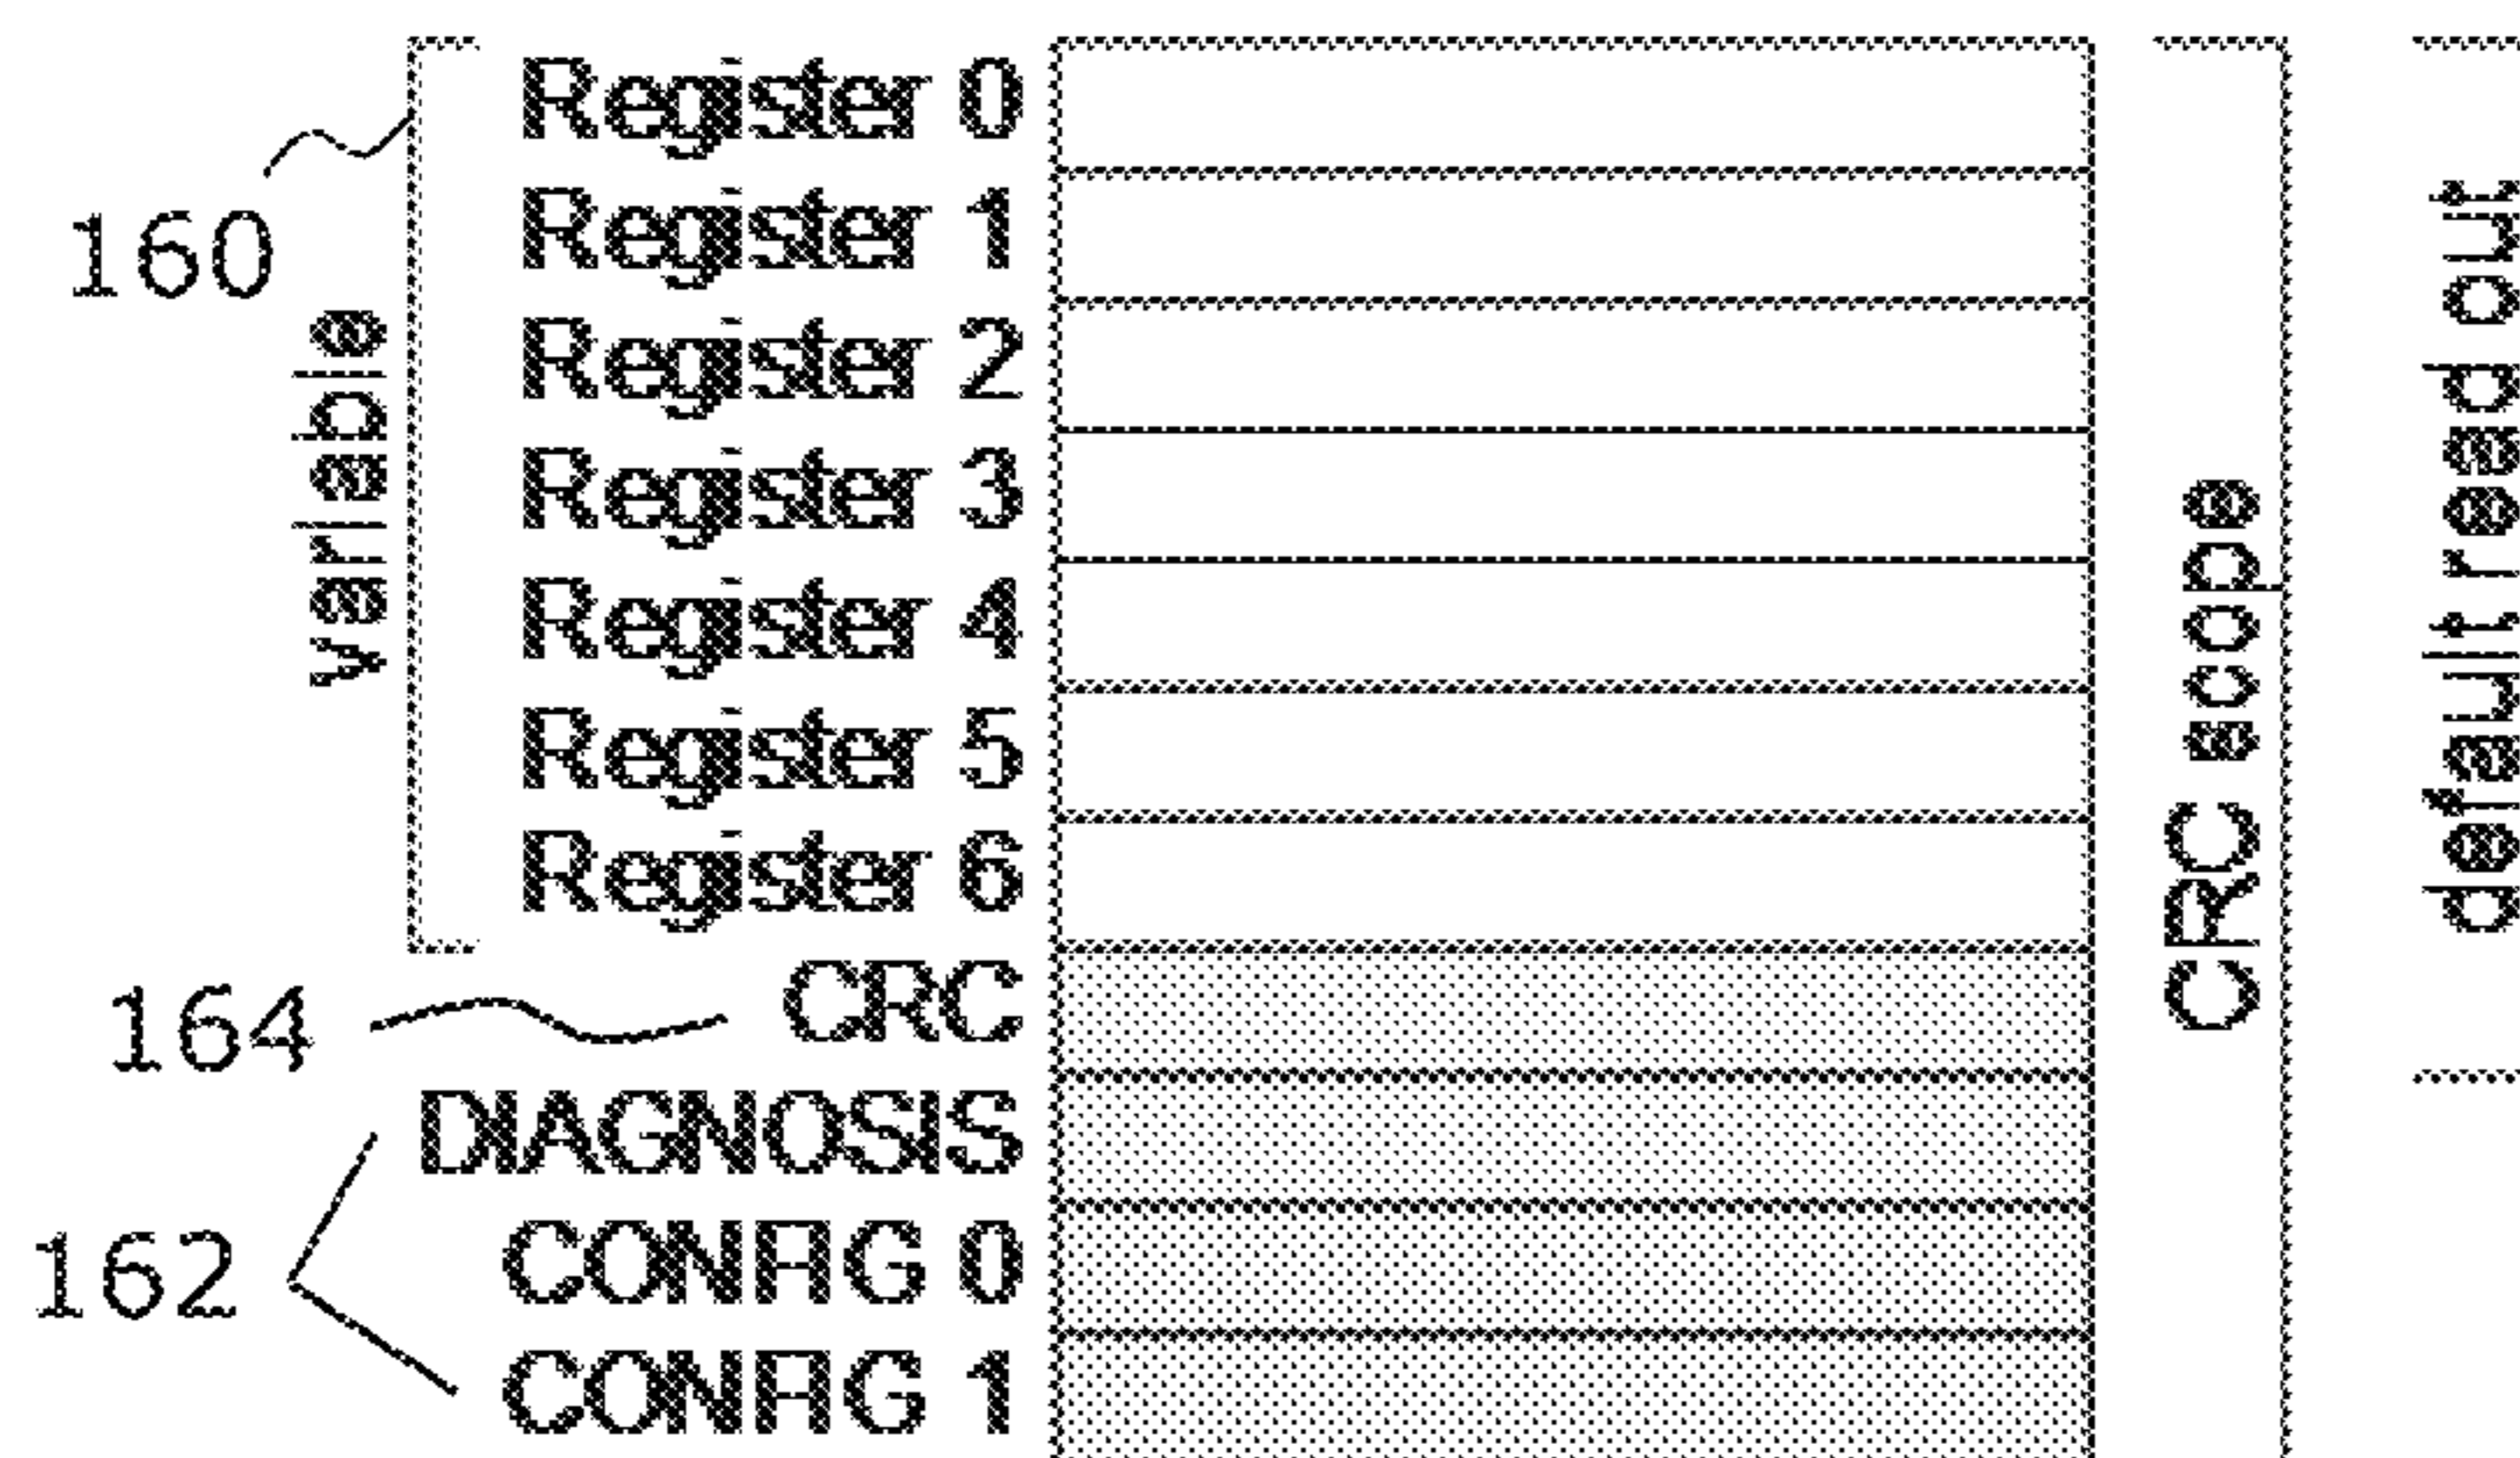 Register 0
160
Register 1
variable
Register 2
Register 3
Register 4
Register 5
Register 6
164
CRC
DIAGNOSIS
162
CONFIG 0
CONFIG 1
CRC scope
default read out